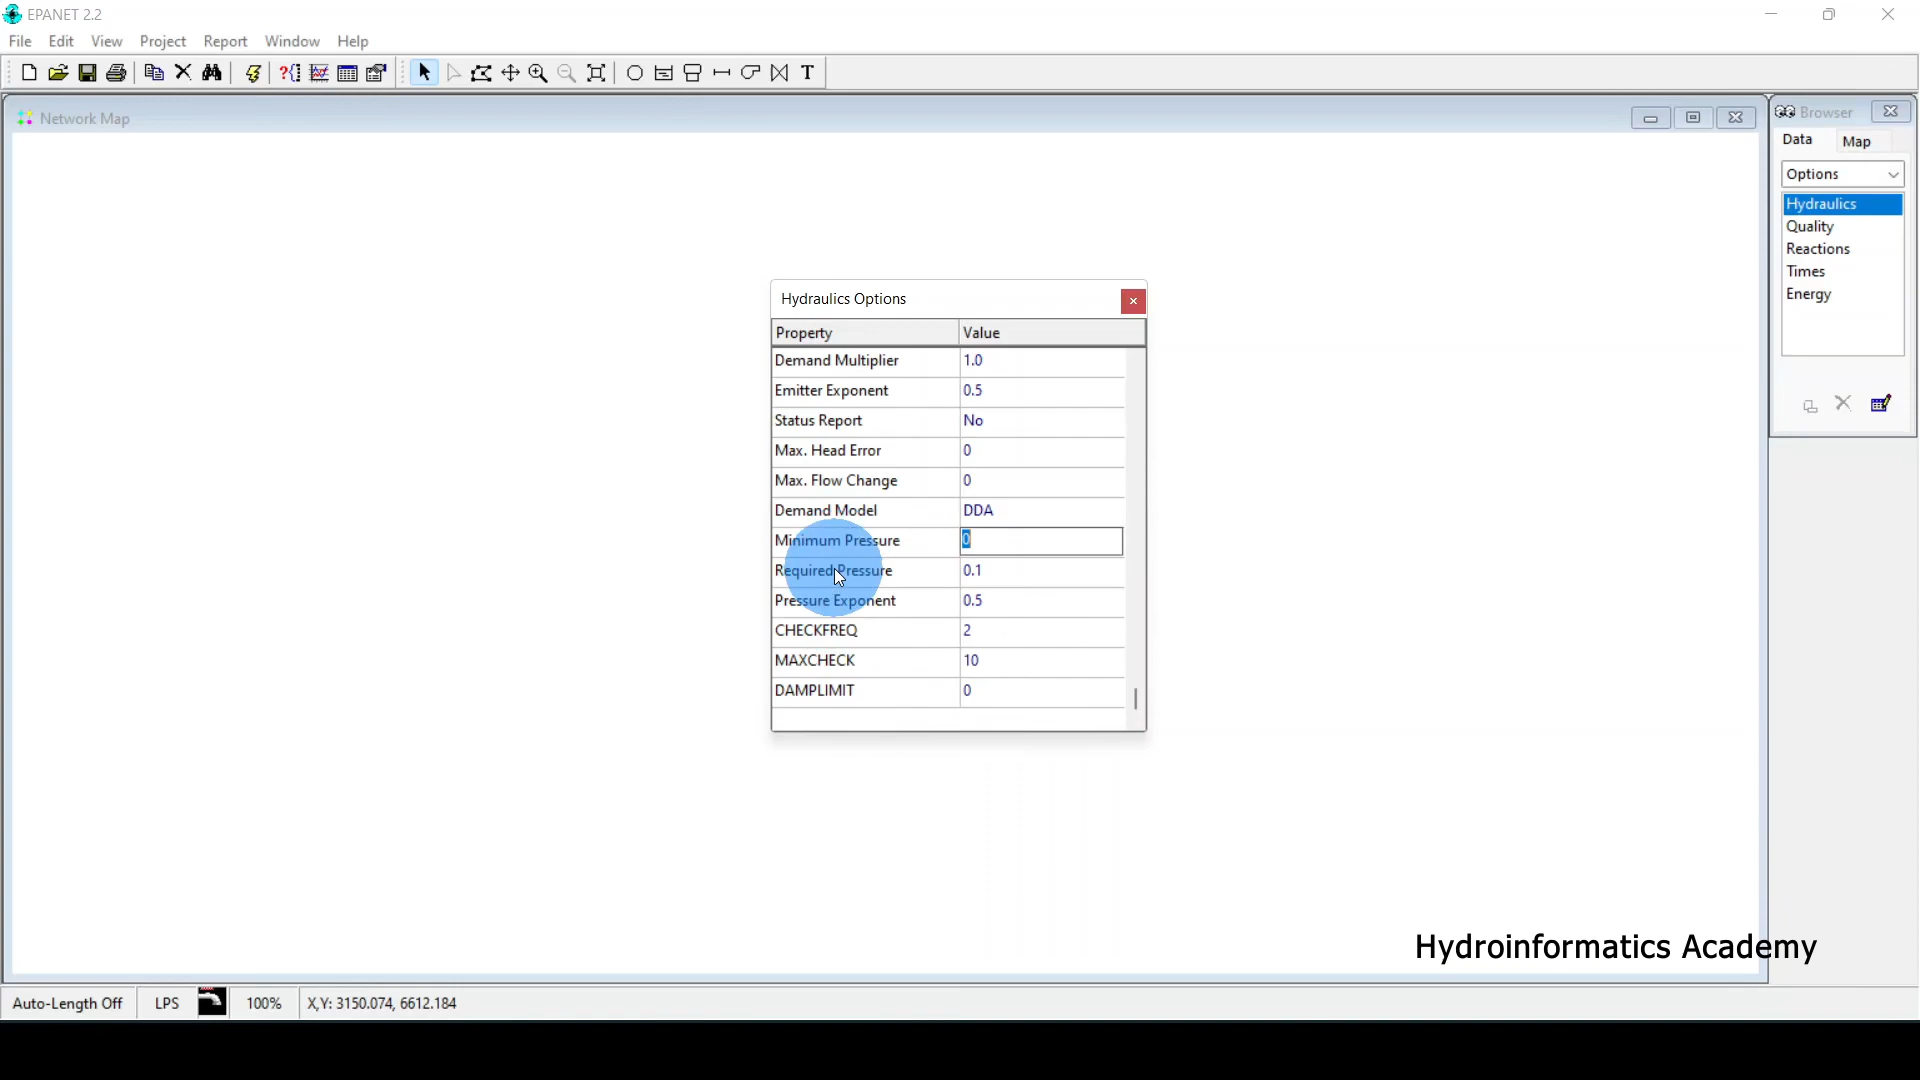 EPANET 2.2
File Edit View Project Report Window Help
Network Map
Browser
Data Map
Options
Hydraulics
Quality
Reactions
Times
Energy
Hydraulics Options
Property Value
Demand Multiplier 1.0
Emitter Exponent 0.5
Status Report No
Max. Head Error 0
Max. Flow Change 0
Demand Model DDA
Minimum Pressure 0
Required Pressure 0.1
Pressure Exponent 0.5
CHECKFREQ 2
MAXCHECK 10
DAMPLIMIT 0
Hydroinformatics Academy
Auto-Length Off LPS 100% X,Y: 3150.074, 6612.184